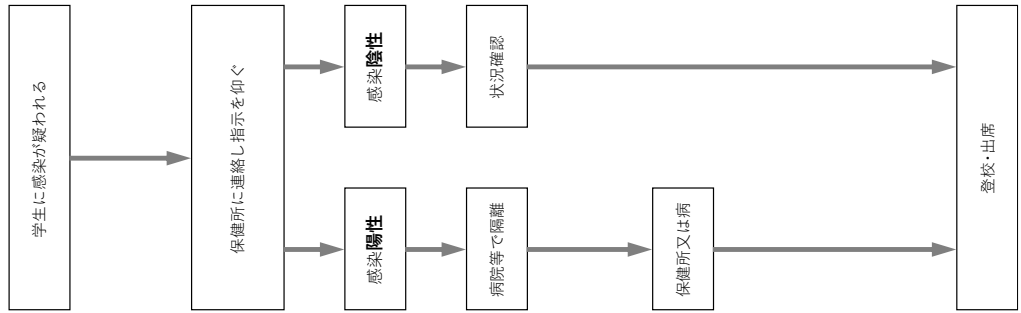 学生に感染が疑われる
保健所に連絡し指示を仰ぐ
感染陰性
状況確認
感染陽性
病院等で隔離
保健所又は病
登校・出席